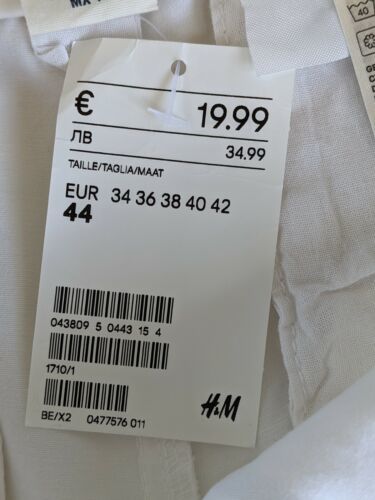 € 19.99
ЛВ 34.99
TAILLE/TAGLIA/MAAT
EUR 34 36 38 40 42
44
043809 5 0443 15 4
1710/1
BE/X2 0477576 011
H&M
40